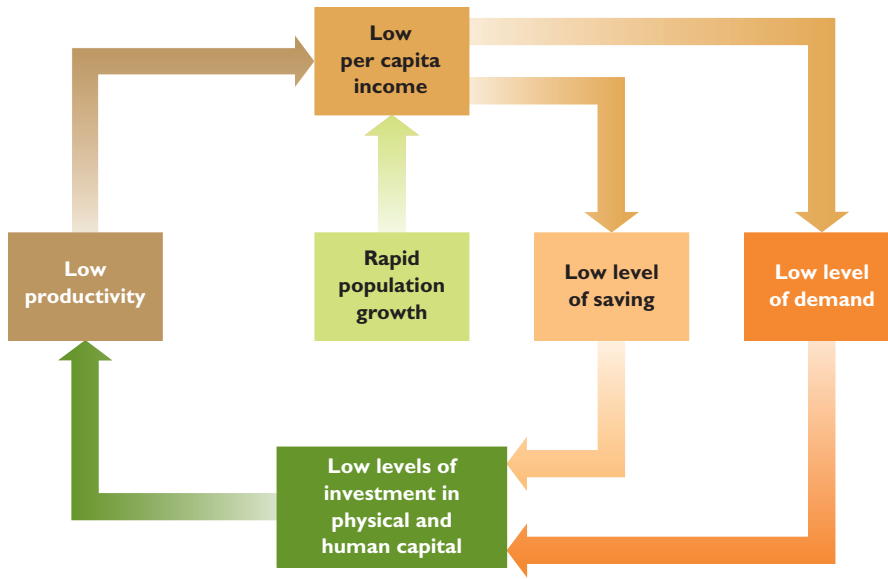 Low
per capita
income
Low
productivity
Rapid
population
growth
Low level
of saving
Low level
of demand
Low levels of
investment in
physical and
human capital